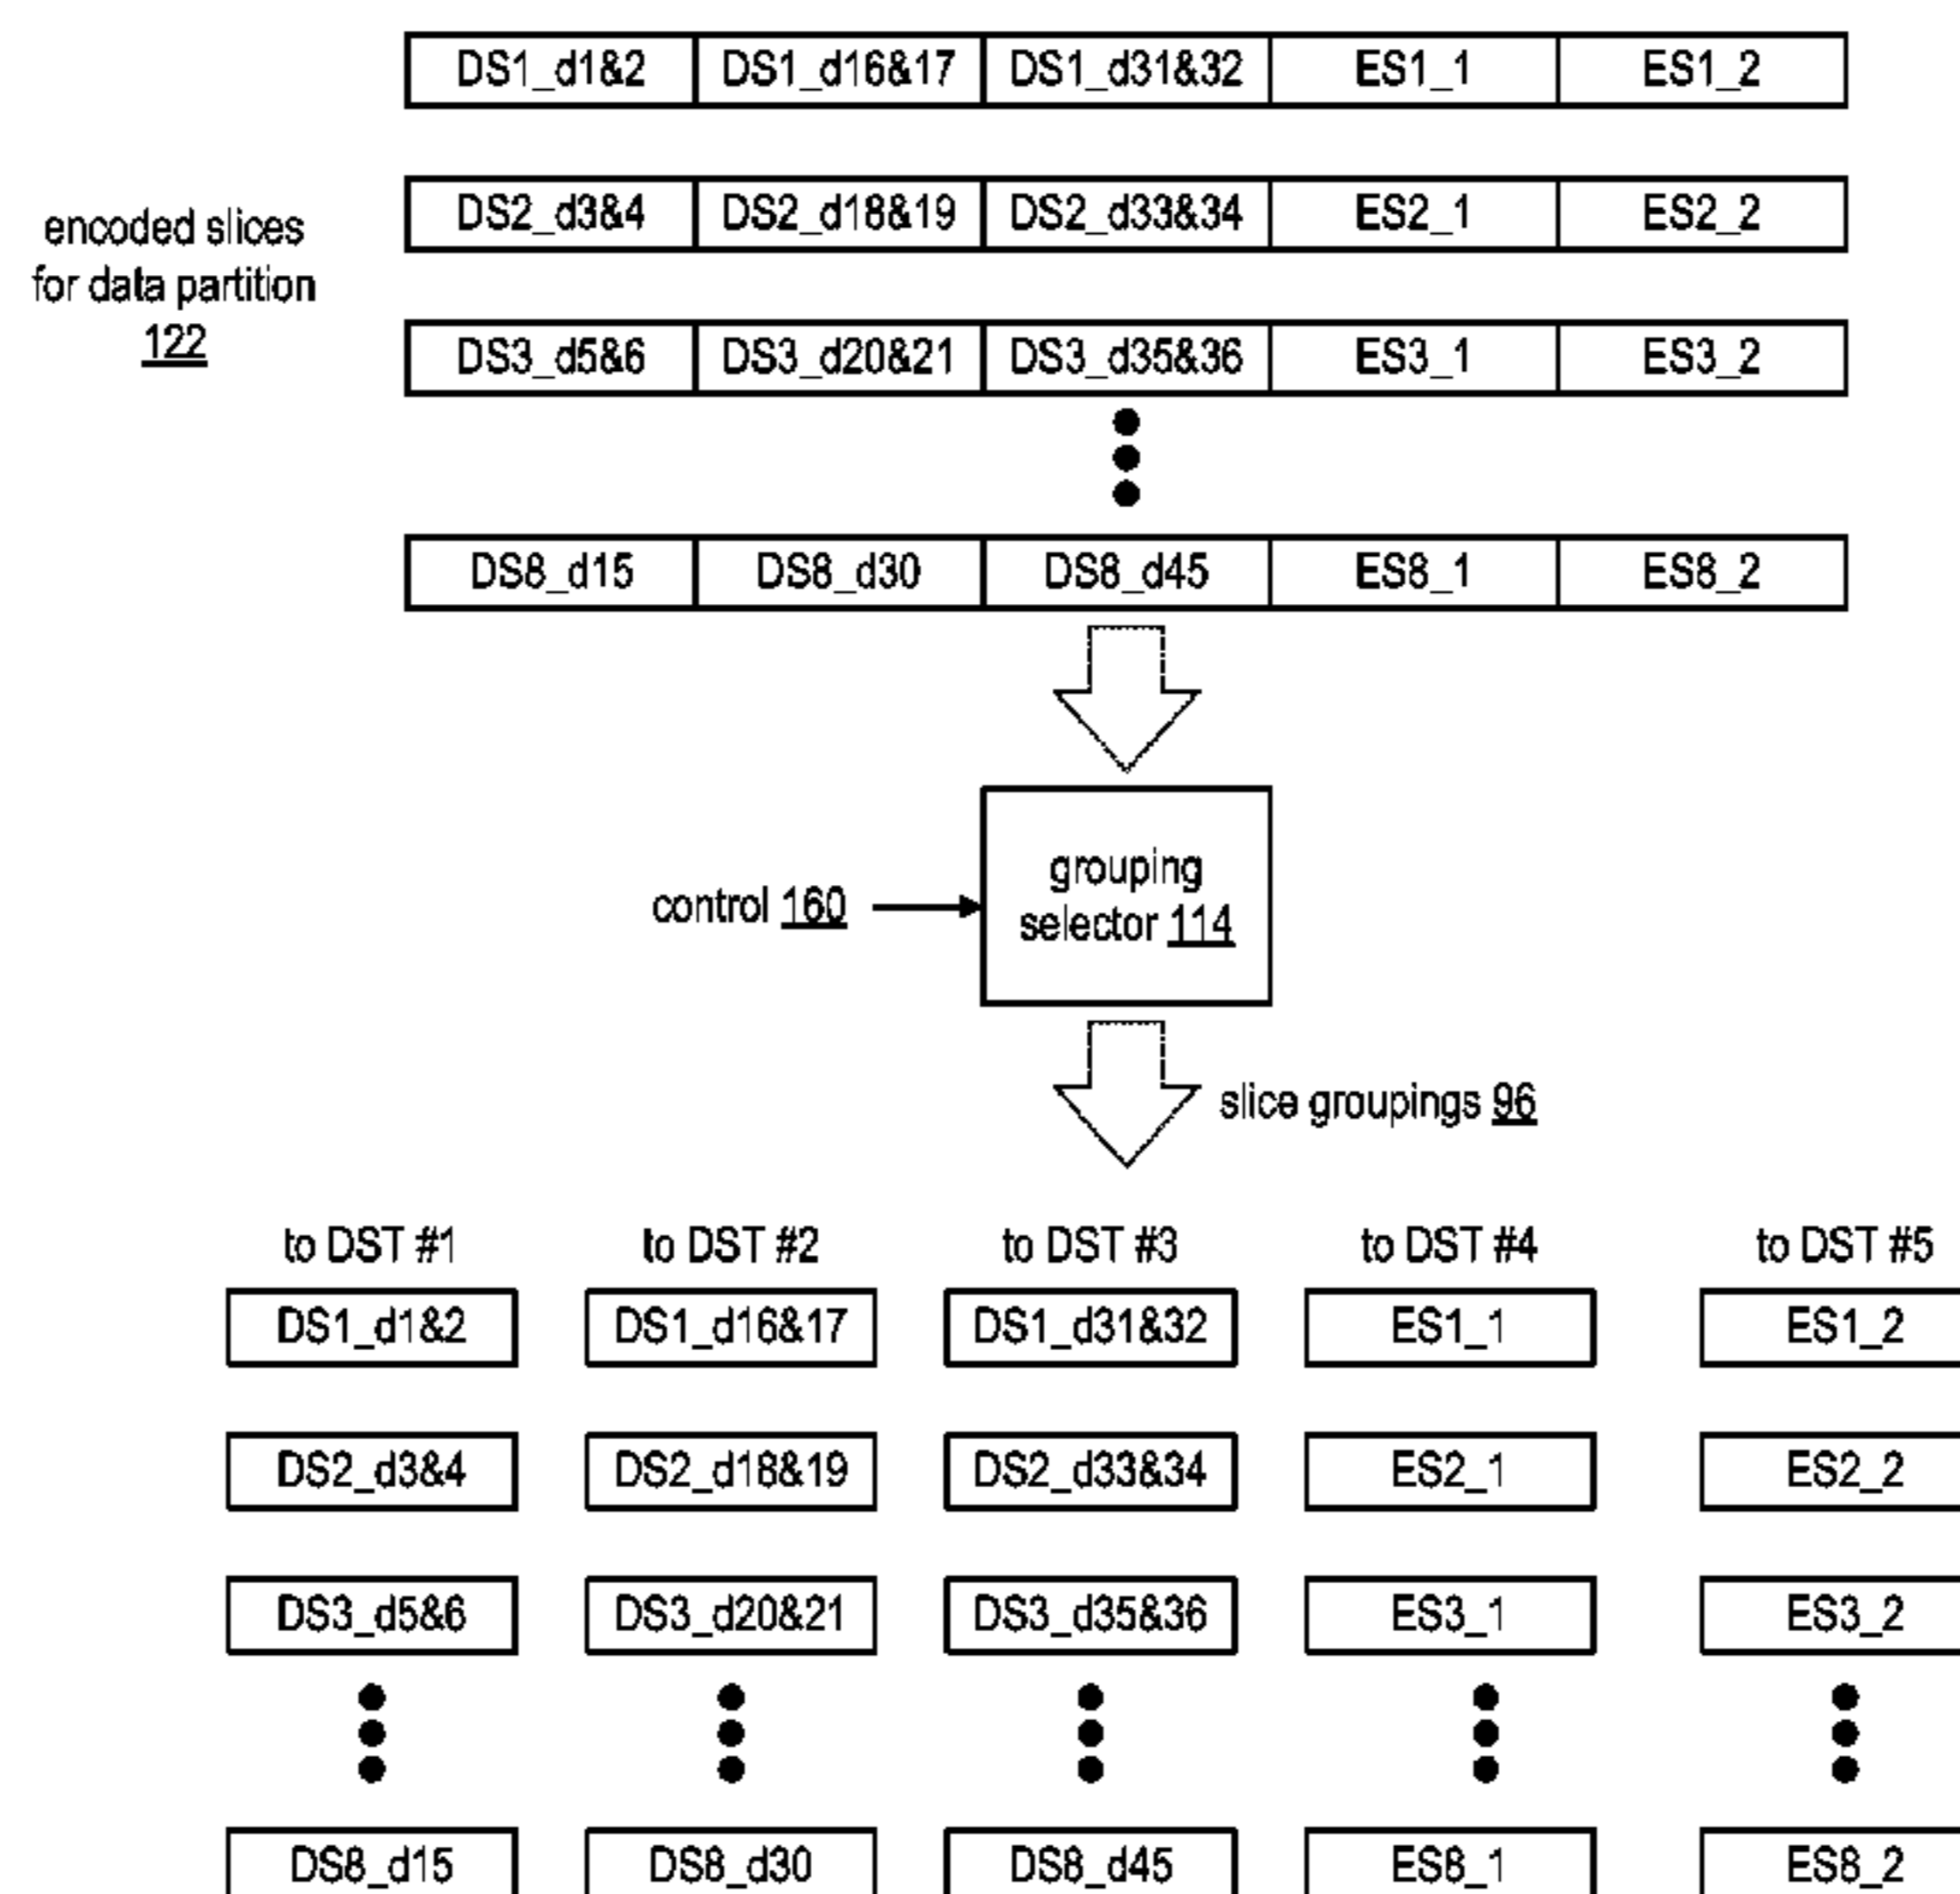 DS1_d1&2 DS1_d16&17 DS1_d31&32 ES1_1 ES1_2
DS2_d3&4 DS2_d18&19 DS2_d33&34 ES2_1 ES2_2
encoded slices
for data partition
122
DS3_d5&6 DS3_d20&21 DS3_d35&36 ES3_1 ES3_2
DS8_d15 DS8_d30 DS8_d45 ES8_1 ES8_2
control 160
grouping
selector 114
slice groupings 96
to DST #1 to DST #2 to DST #3 to DST #4 to DST #5
DS1_d1&2 DS1_d16&17 DS1_d31&32 ES1_1 ES1_2
DS2_d3&4 DS2_d18&19 DS2_d33&34 ES2_1 ES2_2
DS3_d5&6 DS3_d20&21 DS3_d35&36 ES3_1 ES3_2
DS8_d15 DS8_d30 DS8_d45 ES8_1 ES8_2